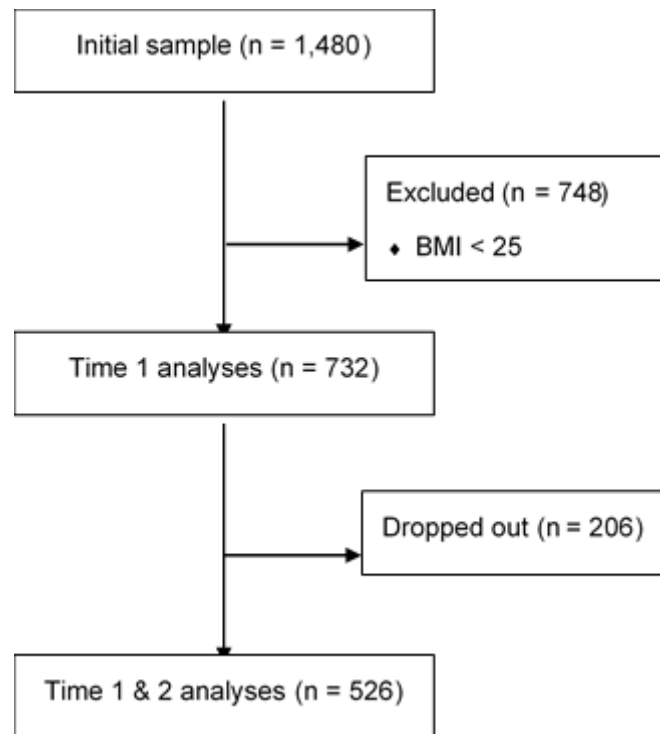 Initial sample (n = 1,480)
Excluded (n = 748)
♦ BMI < 25
Time 1 analyses (n = 732)
Dropped out (n = 206)
Time 1 & 2 analyses (n = 526)